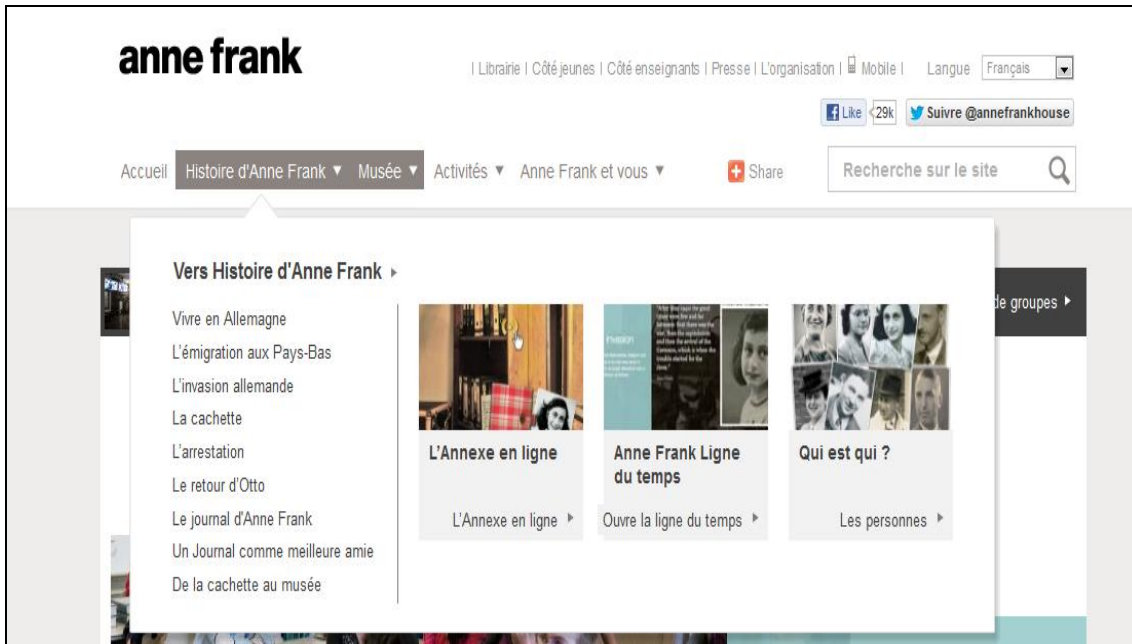 anne frank
| Librairie | Côté jeunes | Côté enseignants | Presse | L'organisation | Mobile | Langue Français
Like 29k Suivre @annefrankhouse
Accueil Histoire d'Anne Frank ▼ Musée ▼ Activités ▼ Anne Frank et vous ▼ Share Recherche sur le site
Vers Histoire d'Anne Frank
de groupes
Vivre en Allemagne
L'émigration aux Pays-Bas
L'invasion allemande
La cachette
L'arrestation
Le retour d'Otto
Le journal d'Anne Frank
Un Journal comme meilleure amie
De la cachette au musée
L'Annexe en ligne
L'Annexe en ligne
Anne Frank Ligne
du temps
Ouvre la ligne du temps
Qui est qui ?
Les personnes